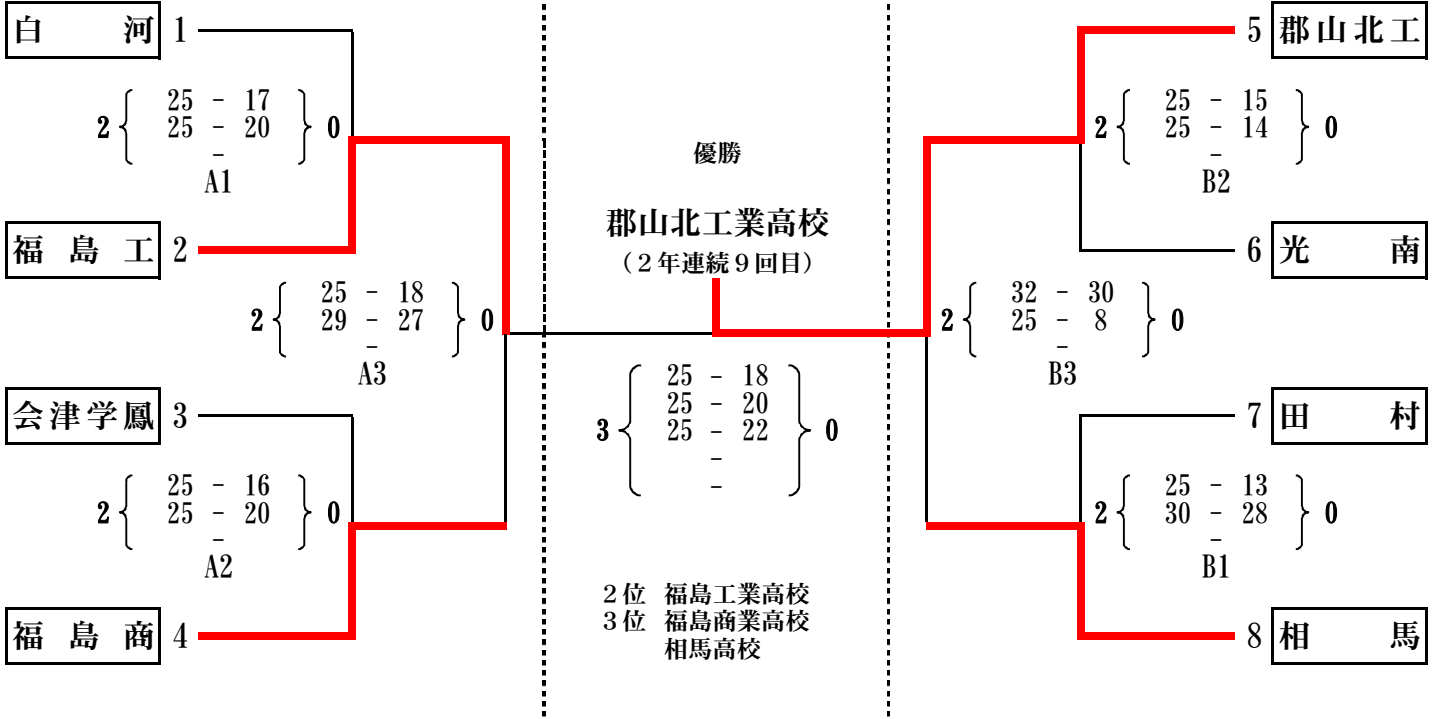 白河 1
2 { 25 - 17 } 0
25 - 20
-
A1
福島工 2
2 { 25 - 18 } 0
29 - 27
-
A3
会津学鳳 3
2 { 25 - 16 } 0
25 - 20
-
A2
福島商 4
優勝
郡山北工業高校
(2年連続9回目)
3 { 25 - 18 } 0
25 - 20
25 - 22
-
-
2位 福島工業高校
3位 福島商業高校
相馬高校
5 郡山北工
2 { 25 - 15 } 0
25 - 14
-
B2
6 光南
2 { 32 - 30 } 0
25 - 8
-
B3
7 田村
2 { 25 - 13 } 0
30 - 28
-
B1
8 相馬